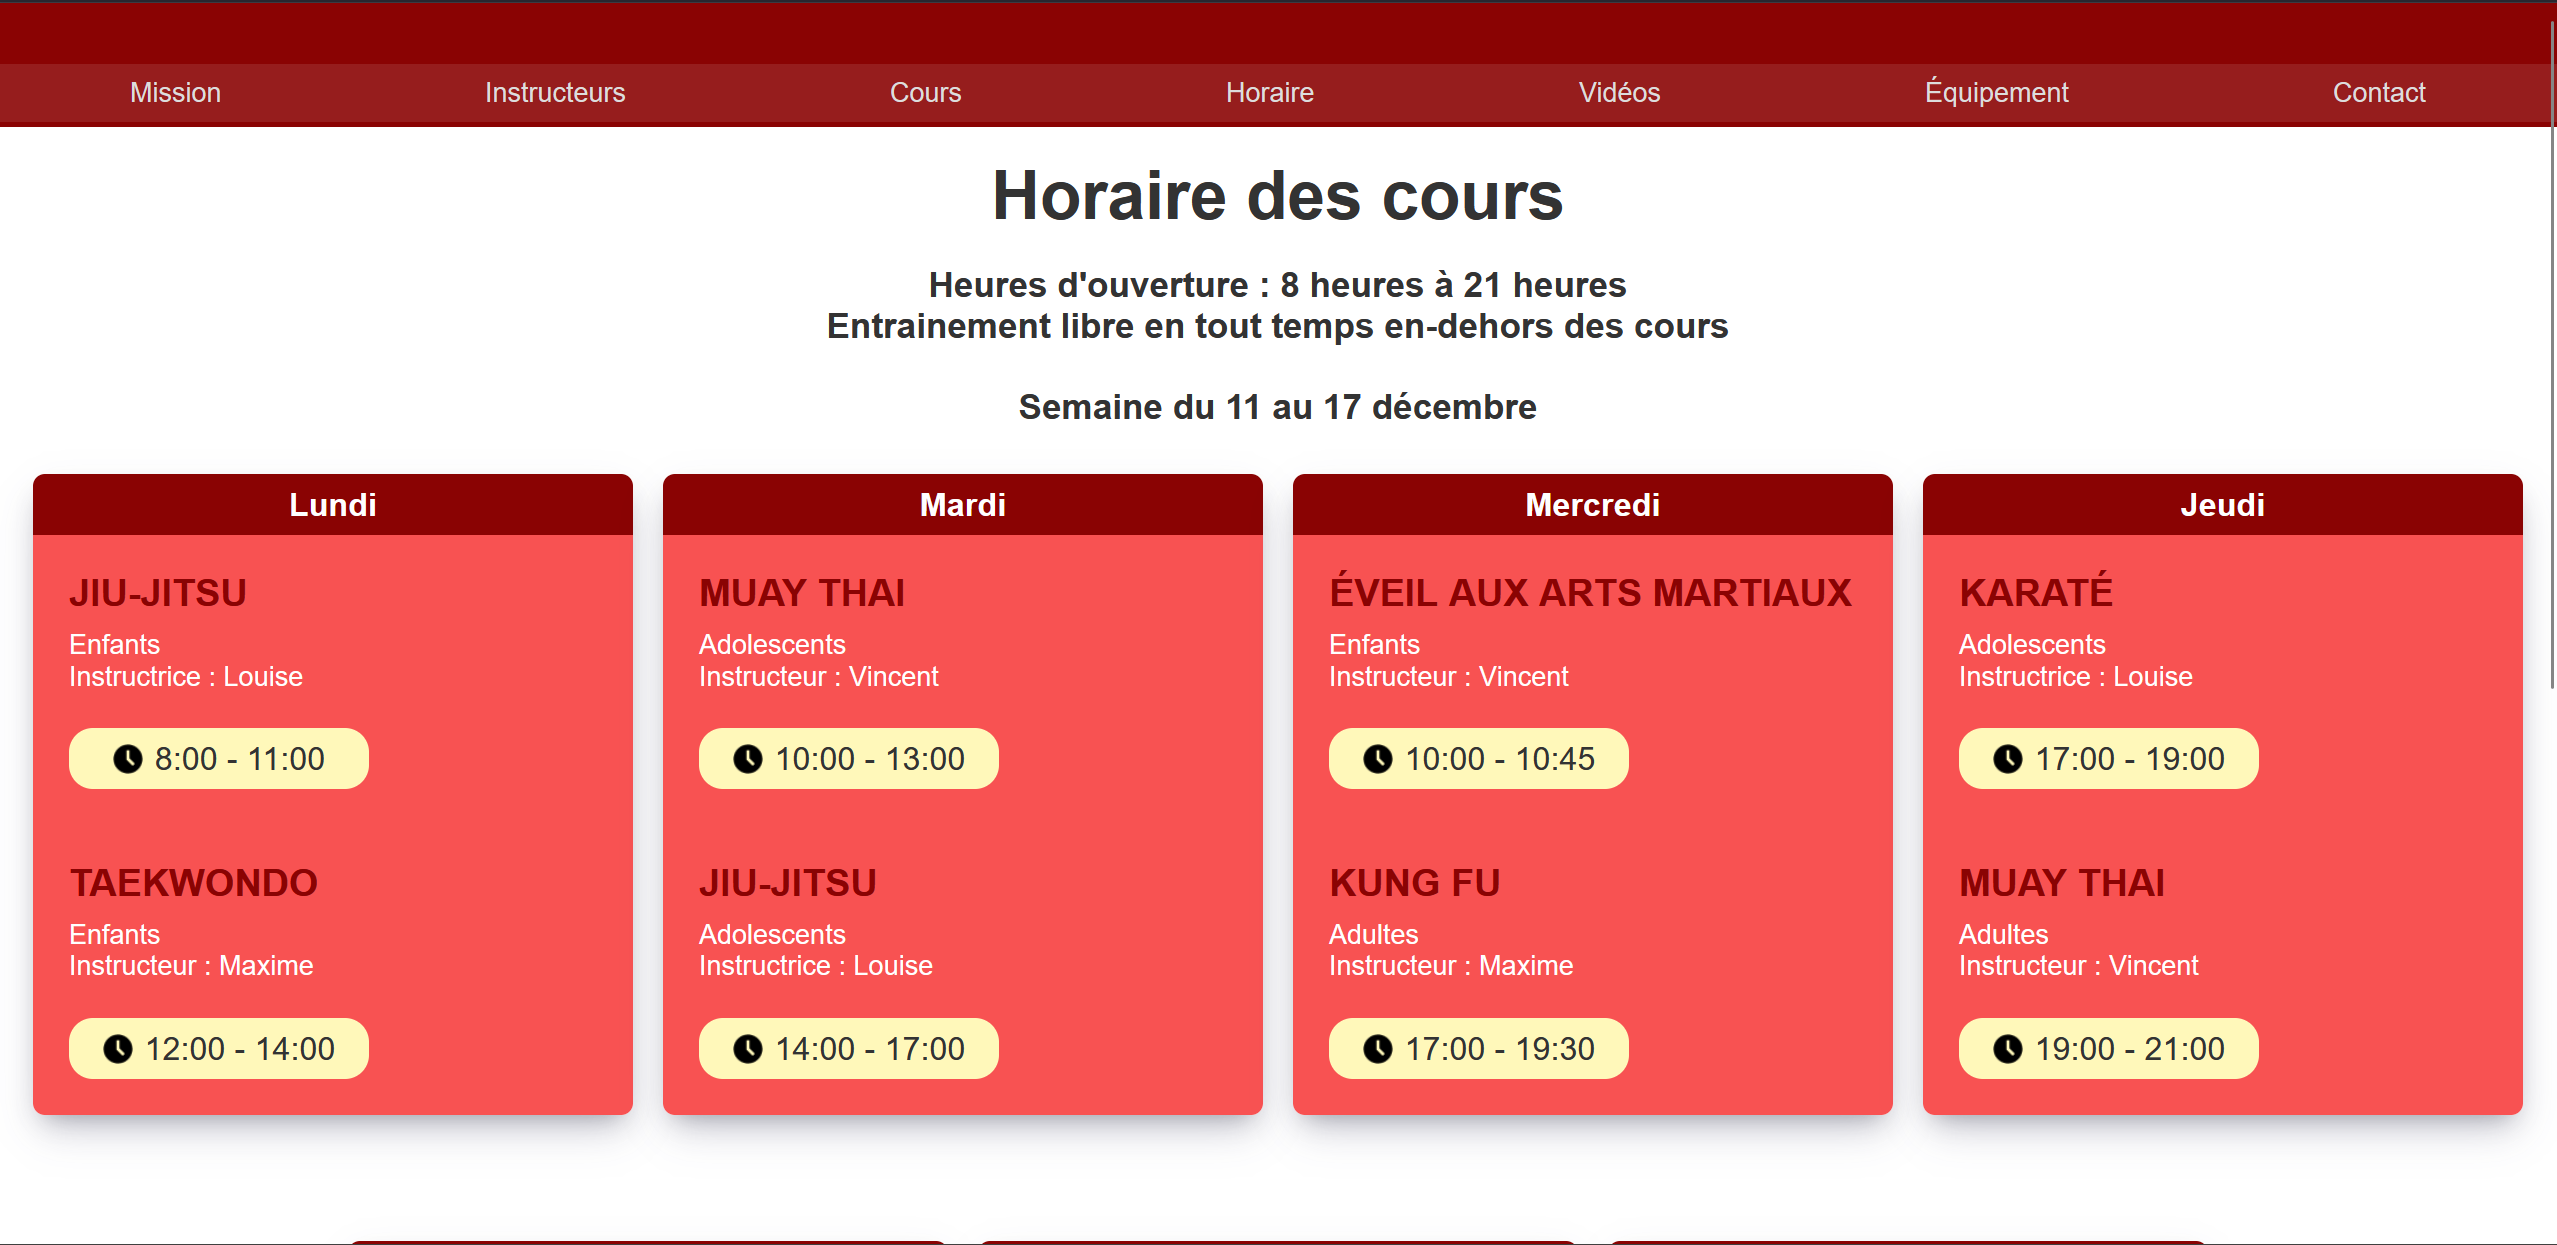 Mission
Instructeurs
Cours
Horaire
Vidéos
Équipement
Contact
Horaire des cours
Heures d'ouverture : 8 heures à 21 heures
Entrainement libre en tout temps en-dehors des cours
Semaine du 11 au 17 décembre
Lundi
JIU-JITSU
Enfants
Instructrice : Louise
8:00 - 11:00
TAEKWONDO
Enfants
Instructeur : Maxime
12:00 - 14:00
Mardi
MUAY THAI
Adolescents
Instructeur : Vincent
10:00 - 13:00
JIU-JITSU
Adolescents
Instructrice : Louise
14:00 - 17:00
Mercredi
ÉVEIL AUX ARTS MARTIAUX
Enfants
Instructeur : Vincent
10:00 - 10:45
KUNG FU
Adultes
Instructeur : Maxime
17:00 - 19:30
Jeudi
KARATÉ
Adolescents
Instructrice : Louise
17:00 - 19:00
MUAY THAI
Adultes
Instructeur : Vincent
19:00 - 21:00